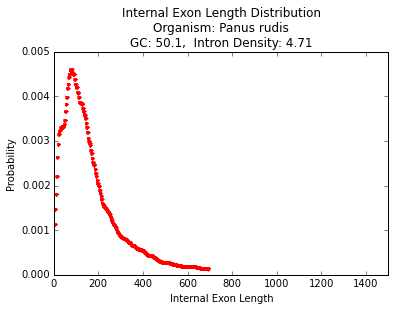 Internal Exon Length Distribution
Organism: Panus rudis
GC: 50.1,  Intron Density: 4.71
0.005
0.004
0.003
0.002
0.001
0.000
Probability
0 200 400 600 800 1000 1200 1400
Internal Exon Length